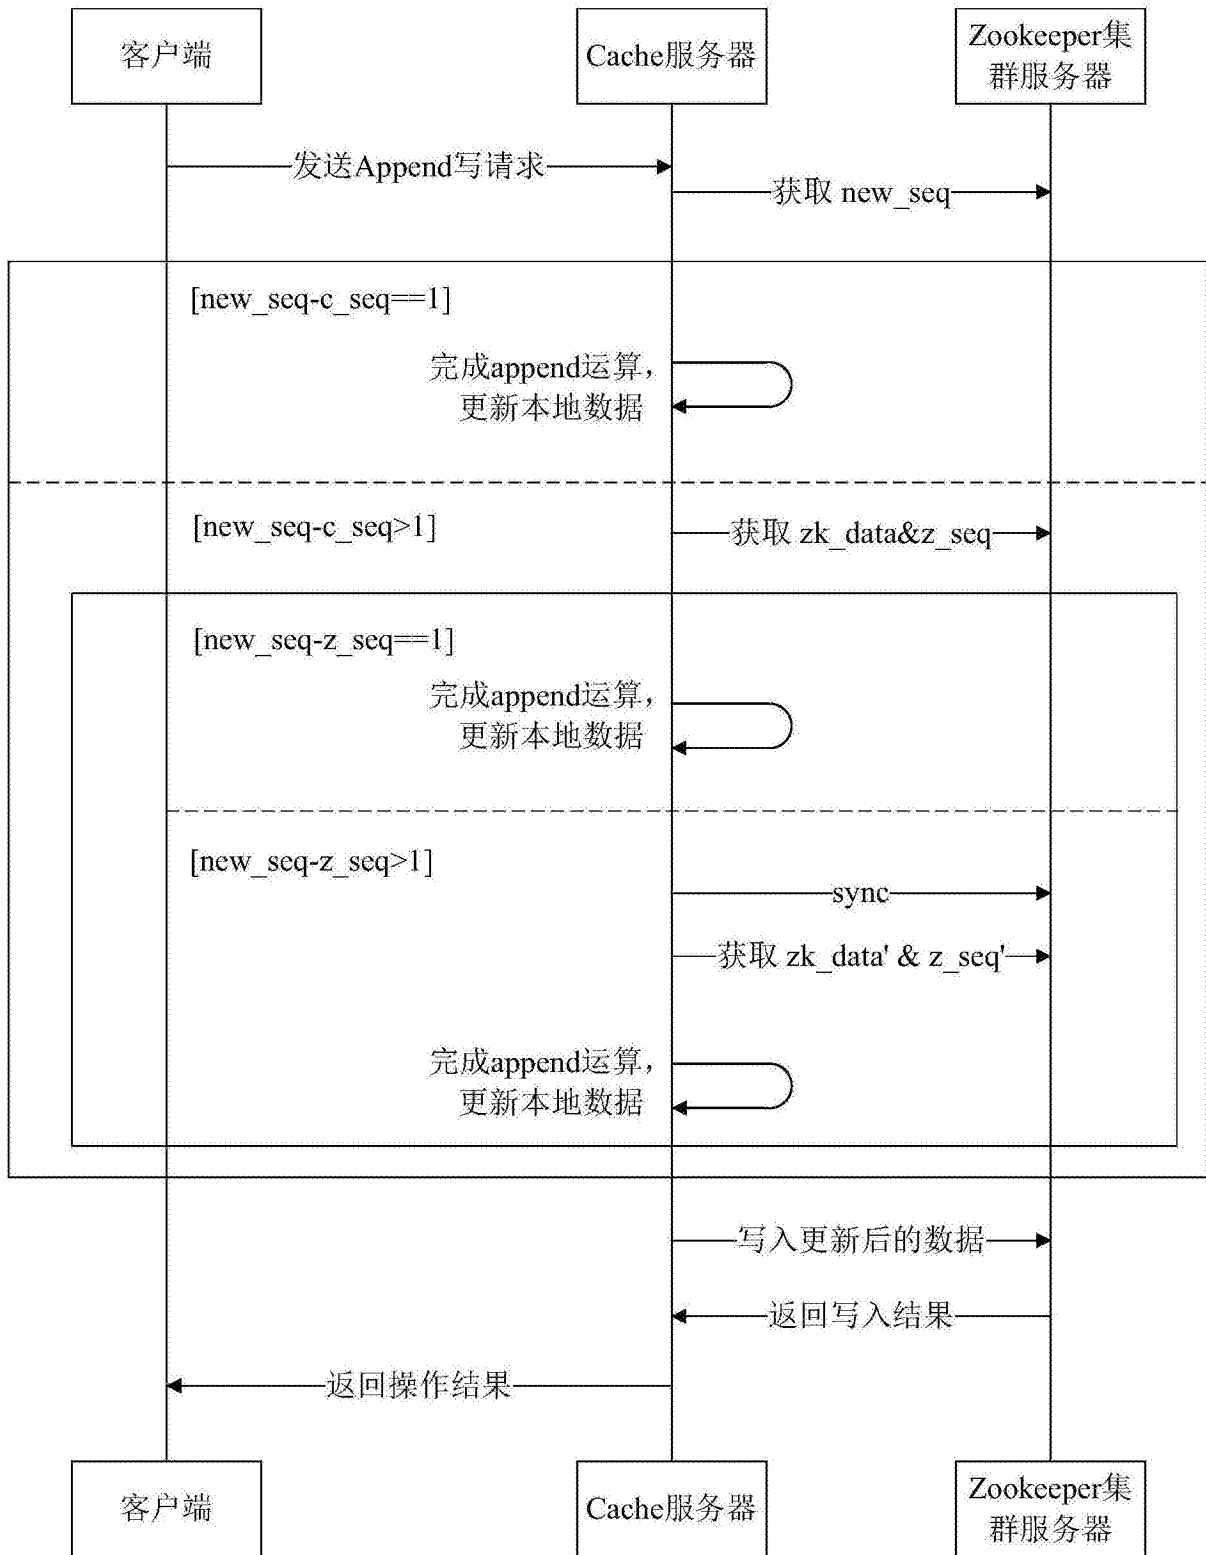 客户端
Cache服务器
Zookeeper集
群服务器
发送Append写请求
获取 new_seq
[new_seq-c_seq==1]
完成append运算，
更新本地数据
[new_seq-c_seq>1]
获取 zk_data&z_seq
[new_seq-z_seq==1]
完成append运算，
更新本地数据
[new_seq-z_seq>1]
sync
获取 zk_data' & z_seq'
完成append运算，
更新本地数据
写入更新后的数据
返回写入结果
返回操作结果
客户端
Cache服务器
Zookeeper集
群服务器